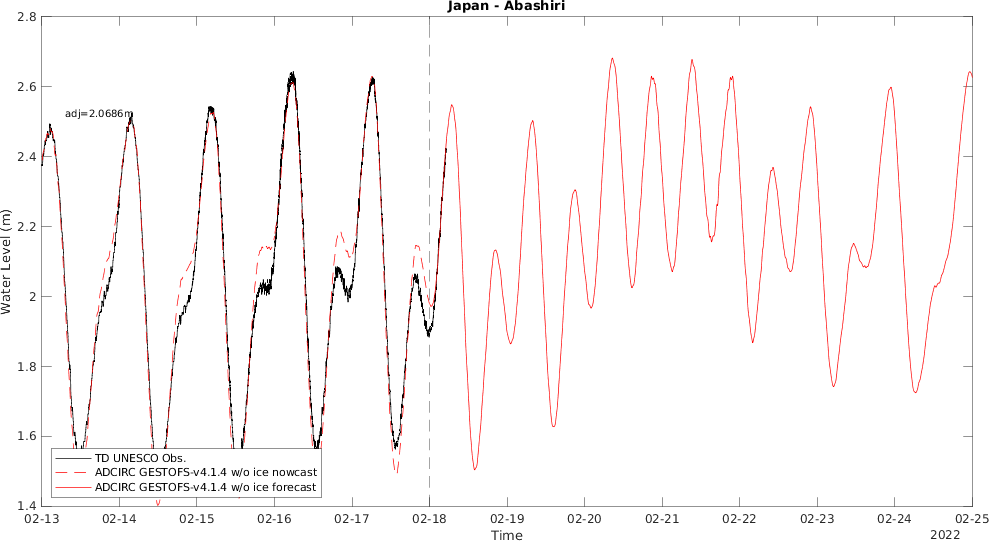 Japan - Abashiri
2.8
2.6
2.4
2.2
2
1.8
1.6
1.4
Water Level (m)
adj=2.0686m
TD UNESCO Obs.
ADCIRC GESTOFS-v4.1.4 w/o ice nowcast
ADCIRC GESTOFS-v4.1.4 w/o ice forecast
02-13 02-14 02-15 02-16 02-17 02-18 02-19 02-20 02-21 02-22 02-23 02-24 02-25
Time
2022